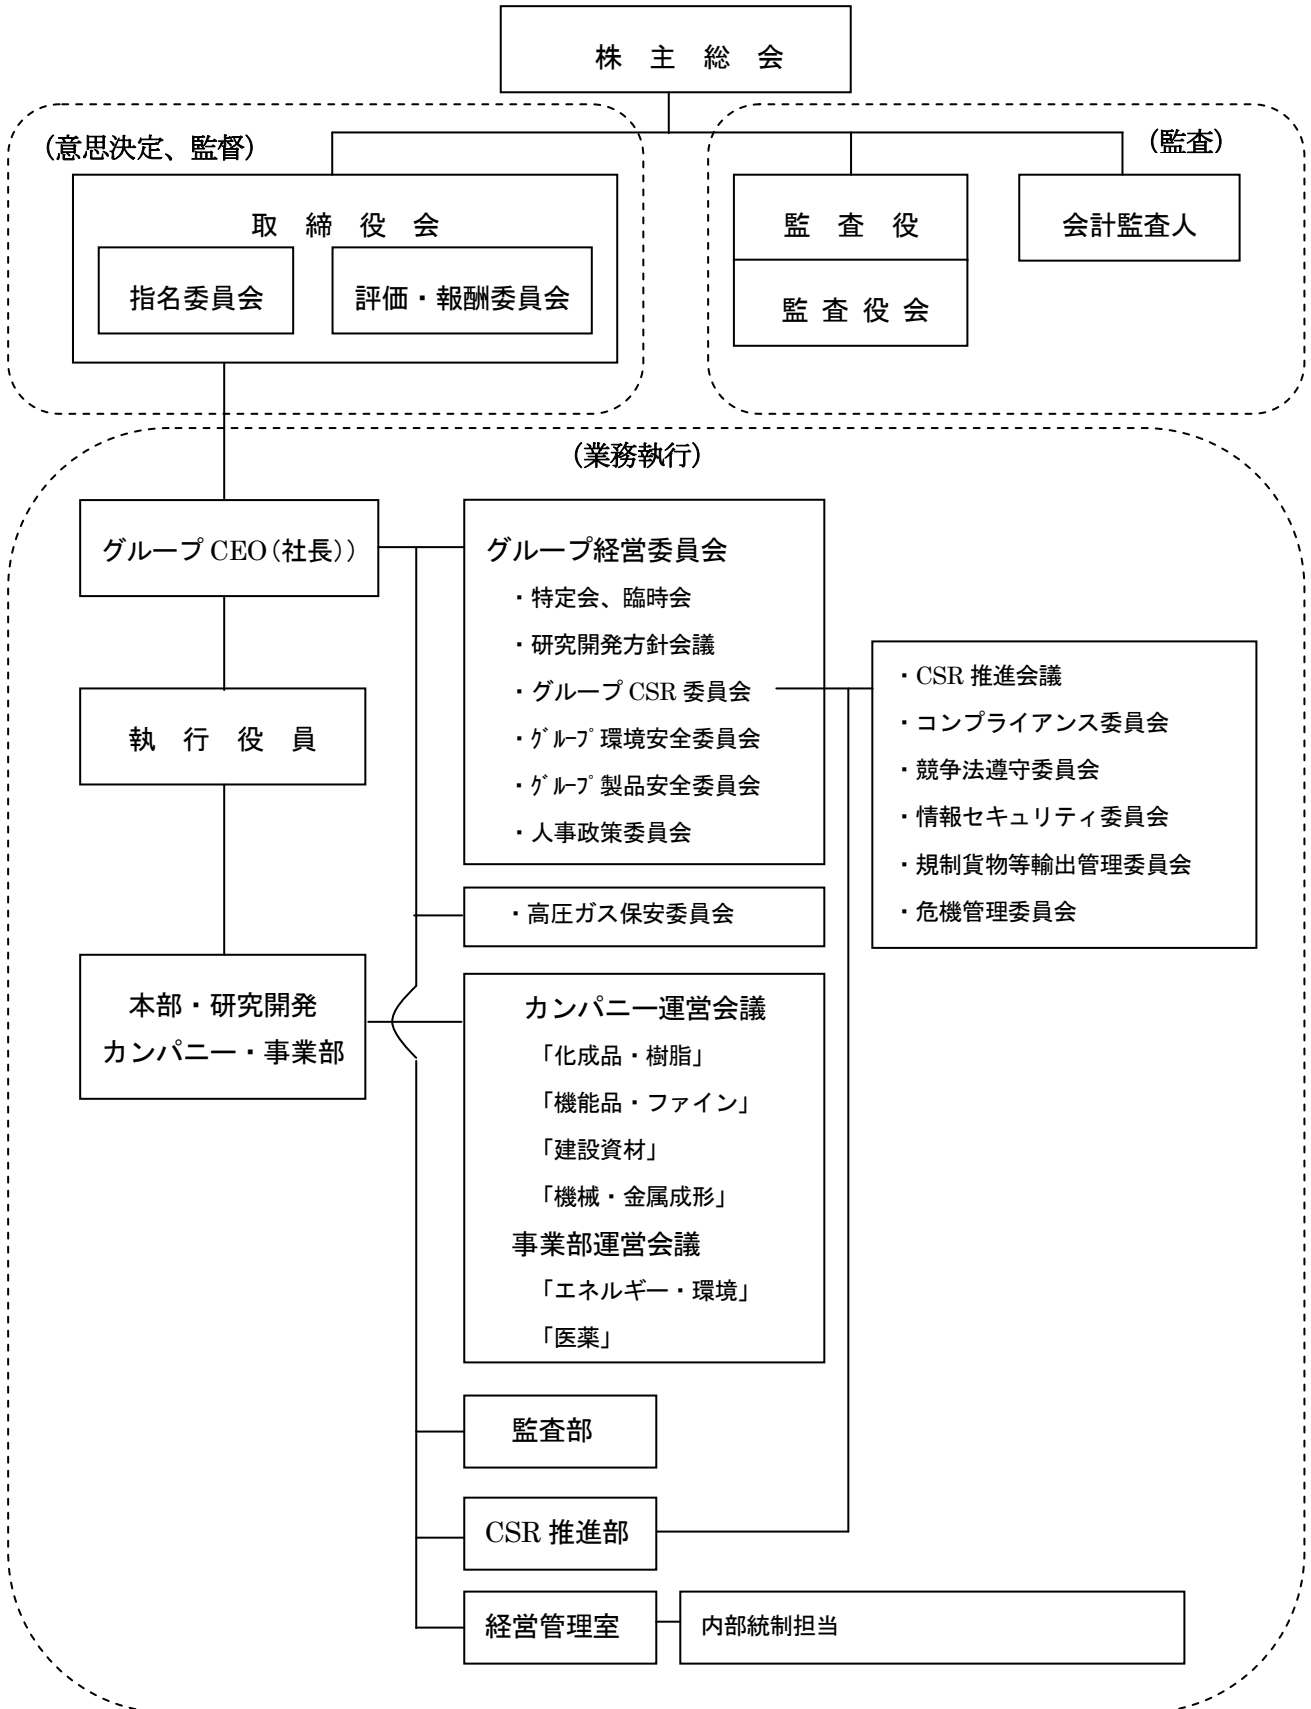 株 主 総 会
(意思決定、監督)
(監査)
取 締 役 会
指名委員会
評価・報酬委員会
監 査 役
監 査 役 会
会計監査人
(業務執行)
グループ CEO(社長))
執 行 役 員
本部・研究開発
カンパニー・事業部
グループ経営委員会
・特定会、臨時会
・研究開発方針会議
・グループ CSR 委員会
・ｸﾞﾙｰﾌﾟ環境安全委員会
・ｸﾞﾙｰﾌﾟ製品安全委員会
・人事政策委員会
・CSR 推進会議
・コンプライアンス委員会
・競争法遵守委員会
・情報セキュリティ委員会
・規制貨物等輸出管理委員会
・危機管理委員会
・高圧ガス保安委員会
カンパニー運営会議
「化成品・樹脂」
「機能品・ファイン」
「建設資材」
「機械・金属成形」
事業部運営会議
「エネルギー・環境」
「医薬」
監査部
CSR 推進部
経営管理室
内部統制担当